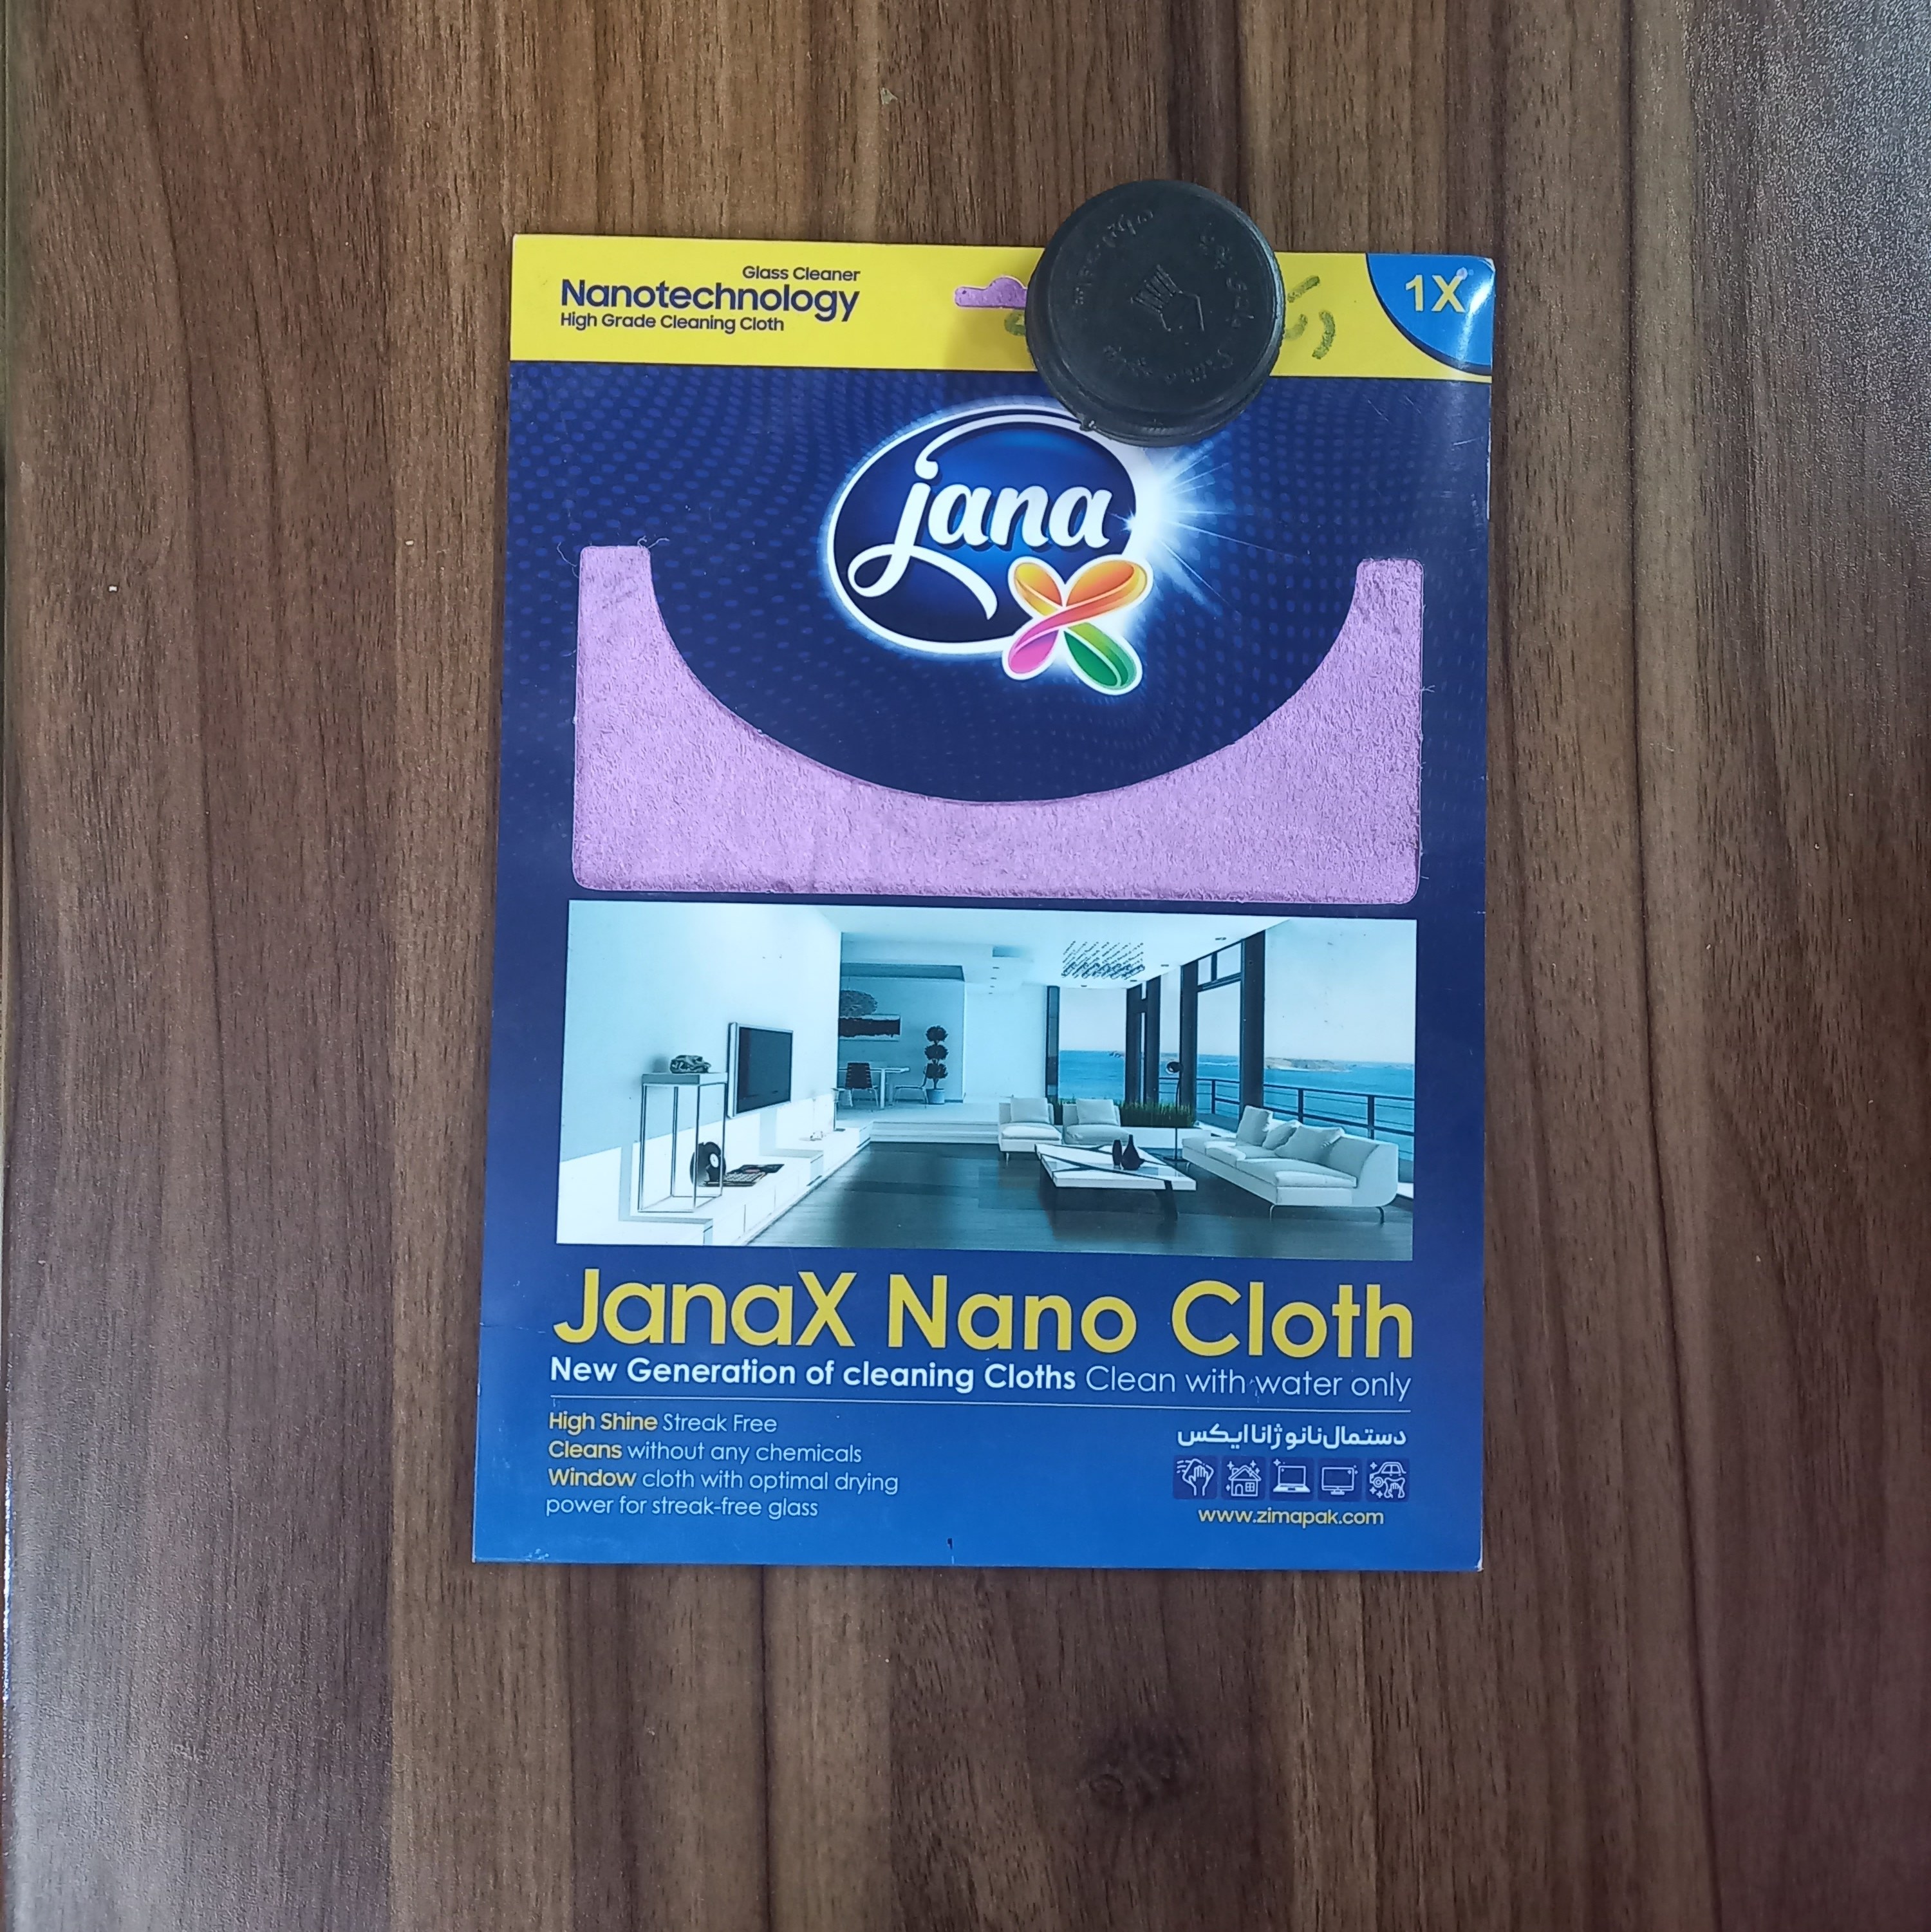 Glass Cleaner
Nanotechnology
High Grade Cleaning Cloth
1X
jana
JanaX Nano Cloth
New Generation of cleaning Cloths Clean with water only
High Shine Streak Free
Cleans without any chemicals
Window cloth with optimal drying
power for streak-free glass
دستمال نانو ژانا ایکس
www.zimapak.com